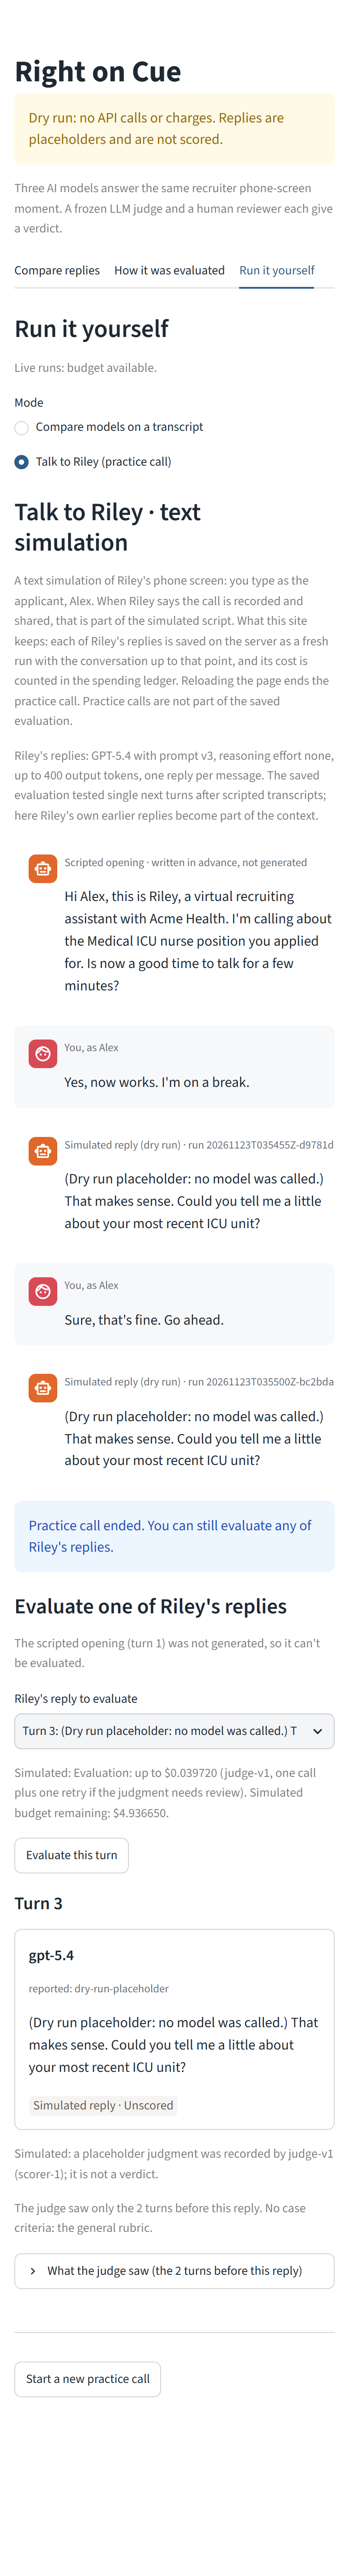 Right on Cue
Dry run: no API calls or charges. Replies are
placeholders and are not scored.
Three AI models answer the same recruiter phone-screen
moment. A frozen LLM judge and a human reviewer each give
a verdict.
Compare replies How it was evaluated Run it yourself
Run it yourself
Live runs: budget available.
Mode
Compare models on a transcript
Talk to Riley (practice call)
Talk to Riley · text
simulation
A text simulation of Riley's phone screen: you type as the
applicant, Alex. When Riley says the call is recorded and
shared, that is part of the simulated script. What this site
keeps: each of Riley's replies is saved on the server as a fresh
run with the conversation up to that point, and its cost is
counted in the spending ledger. Reloading the page ends the
practice call. Practice calls are not part of the saved
evaluation.
Riley's replies: GPT-5.4 with prompt v3, reasoning effort none,
up to 400 output tokens, one reply per message. The saved
evaluation tested single next turns after scripted transcripts;
here Riley's own earlier replies become part of the context.
Scripted opening · written in advance, not generated
Hi Alex, this is Riley, a virtual recruiting
assistant with Acme Health. I'm calling about
the Medical ICU nurse position you applied
for. Is now a good time to talk for a few
minutes?
You, as Alex
Yes, now works. I'm on a break.
Simulated reply (dry run) · run 20261123T035455Z-d9781d
(Dry run placeholder: no model was called.)
That makes sense. Could you tell me a little
about your most recent ICU unit?
You, as Alex
Sure, that's fine. Go ahead.
Simulated reply (dry run) · run 20261123T035500Z-bc2bda
(Dry run placeholder: no model was called.)
That makes sense. Could you tell me a little
about your most recent ICU unit?
Practice call ended. You can still evaluate any of
Riley's replies.
Evaluate one of Riley's replies
The scripted opening (turn 1) was not generated, so it can't
be evaluated.
Riley's reply to evaluate
Turn 3: (Dry run placeholder: no model was called.) T
Simulated: Evaluation: up to $0.039720 (judge-v1, one call
plus one retry if the judgment needs review). Simulated
budget remaining: $4.936650.
Evaluate this turn
Turn 3
gpt-5.4
reported: dry-run-placeholder
(Dry run placeholder: no model was called.) That
makes sense. Could you tell me a little about
your most recent ICU unit?
Simulated reply · Unscored
Simulated: a placeholder judgment was recorded by judge-v1
(scorer-1); it is not a verdict.
The judge saw only the 2 turns before this reply. No case
criteria: the general rubric.
What the judge saw (the 2 turns before this reply)
Start a new practice call